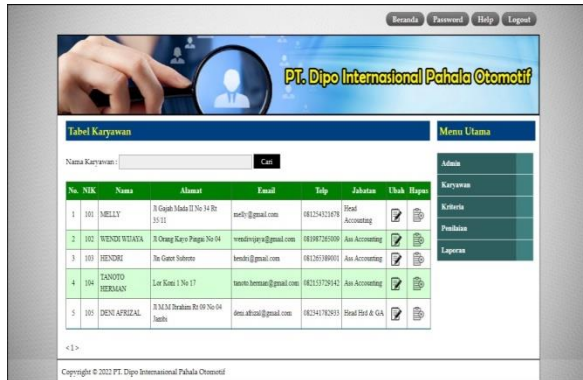 Beranda Password Help Logout
PT. Dipo Internasional Pahala Otomotif
Tabel Karyawan
Nama Karyawan : Cari
No. NIK Nama Alamat Email Telp Jabatan Ubah Hapus
1 101 MELLY Jl Gajah Mada II No 34 Rt 35/11 melly@gmail.com 081254321678 Head Accounting
2 102 WENDI WIJAYA Jl Orang Kayo Pingai No 04 wendiwijaya@gmail.com 081987265009 Ass Accounting
3 103 HENDRI Jln Gatot Subroto hendri@gmail.com 081265389001 Ass Accounting
4 104 TANOTO HERMAN Lor Koni 1 No 17 tanoto.herman@gmail.com 082153729142 Ass Accounting
5 105 DENI AFRIZAL Jl M.M Ibrahim Rt 09 No 04 Jambi deni.afrizal@gmail.com 082341782933 Head Hrd & GA
< 1 >
Menu Utama
Admin
Karyawan
Kriteria
Penilaian
Laporan
Copyright © 2022 PT. Dipo Internasional Pahala Otomotif